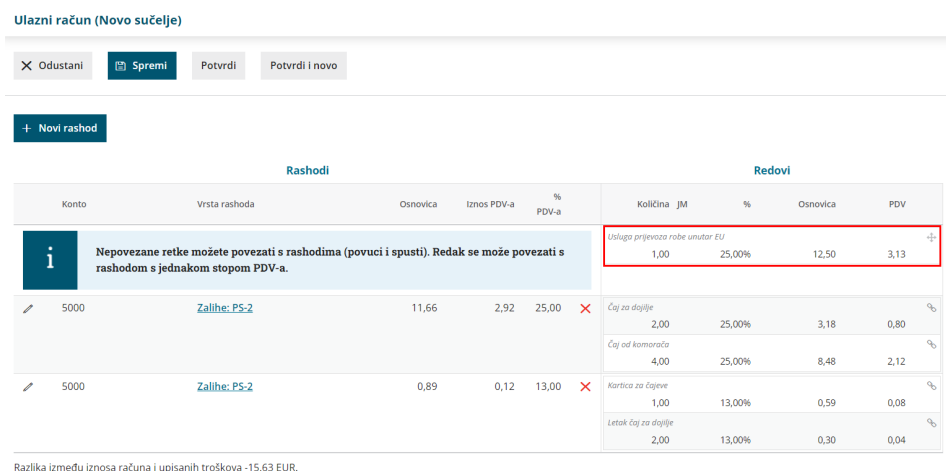 Ulazni račun (Novo sučelje)
Odustani Spremi Potvrdi Potvrdi i novo
+ Novi rashod
Rashodi Redovi
Konto Vrsta rashoda Osnovica Iznos PDV-a % PDV-a Količina JM % Osnovica PDV
Nepovezane retke možete povezati s rashodima (povuci i spusti). Redak se može povezati s
rashodom s jednakom stopom PDV-a.
Usluga prijevoza robe unutar EU
1,00 25,00% 12,50 3,13
5000 Zalihe: PS-2 11,66 2,92 25,00
Čaj za dojilje
2,00 25,00% 3,18 0,80
Čaj od komorača
4,00 25,00% 8,48 2,12
5000 Zalihe: PS-2 0,89 0,12 13,00
Kartica za čajeve
1,00 13,00% 0,59 0,08
Letak čaj za dojilje
2,00 13,00% 0,30 0,04
Razlika između iznosa računa i upisanih troškova -15,63 EUR.